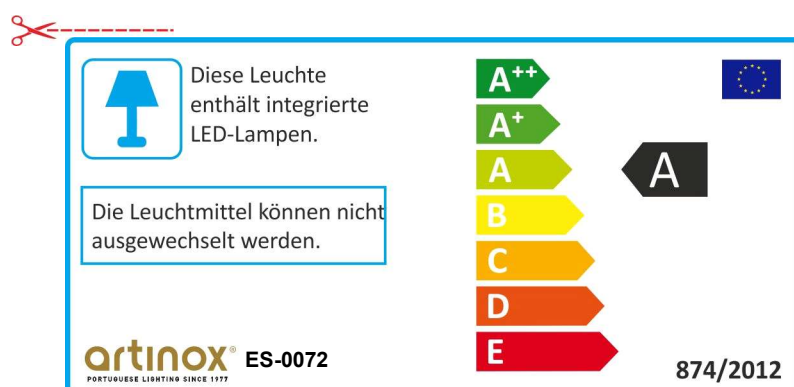 Diese Leuchte
enthält integrierte
LED-Lampen.
Die Leuchtmittel können nicht
ausgewechselt werden.
artinox® ES-0072
PORTUGUESE LIGHTING SINCE 1977
A++
A+
A
B
C
D
E
A
874/2012